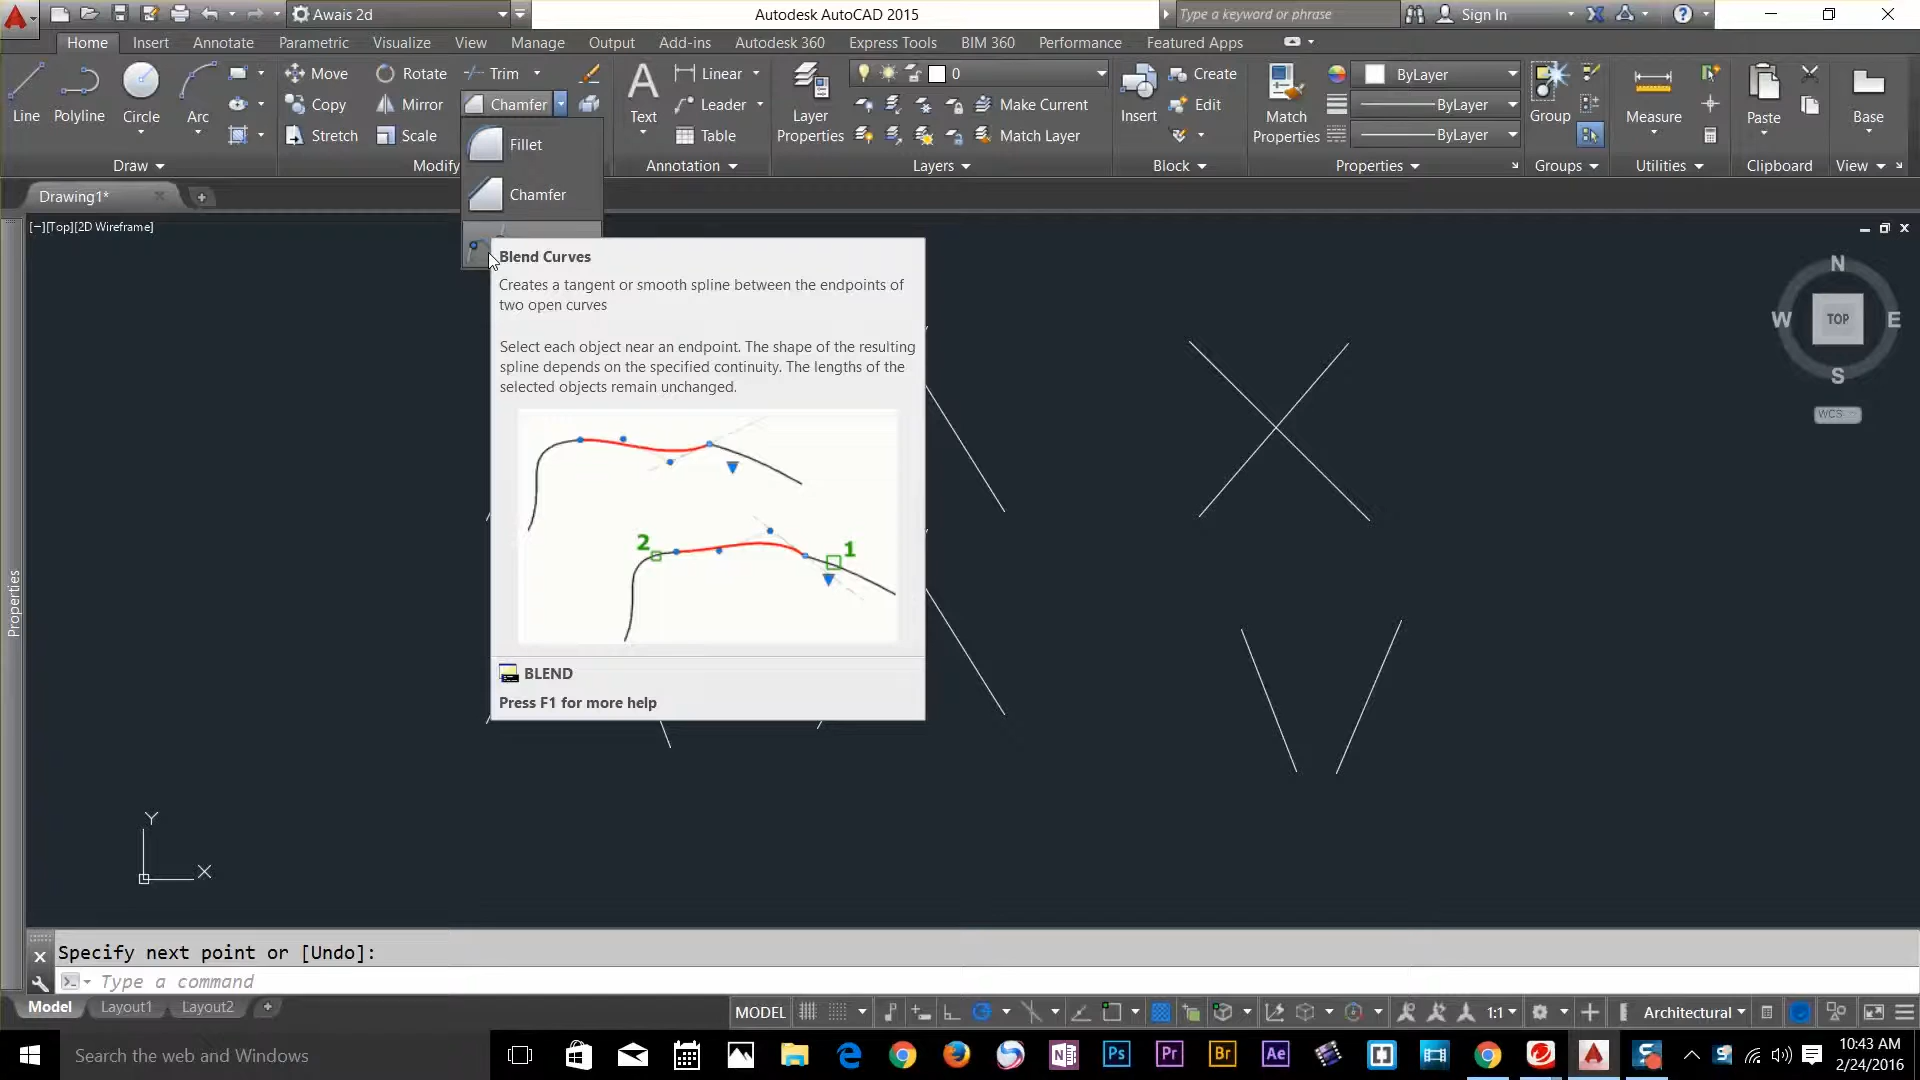 Awais 2d
Autodesk AutoCAD 2015
Type a keyword or phrase
Sign In
Home Insert Annotate Parametric Visualize View Manage Output Add-ins Autodesk 360 Express Tools BIM 360 Performance Featured Apps
Line
Polyline
Circle
Arc
Draw
Move Rotate Trim
Copy Mirror Chamfer
Stretch Scale
Modify
Fillet
Chamfer
Text
Linear
Leader
Table
Annotation
Layer
Properties
0
Make Current
Match Layer
Layers
Insert
Create
Edit
Block
Match
Properties
ByLayer
ByLayer
ByLayer
Properties
Group
Groups
Measure
Utilities
Paste
Clipboard
Base
View
Drawing1*
[−][Top][2D Wireframe]
Blend Curves
Creates a tangent or smooth spline between the endpoints of
two open curves
Select each object near an endpoint. The shape of the resulting
spline depends on the specified continuity. The lengths of the
selected objects remain unchanged.
2
1
BLEND
Press F1 for more help
N
W
TOP
E
S
WCS
Properties
Y
X
Specify next point or [Undo]:
Type a command
Model Layout1 Layout2
MODEL
1:1
Architectural
Search the web and Windows
N
Ps
Pr
Br
Ae
10:43 AM
2/24/2016